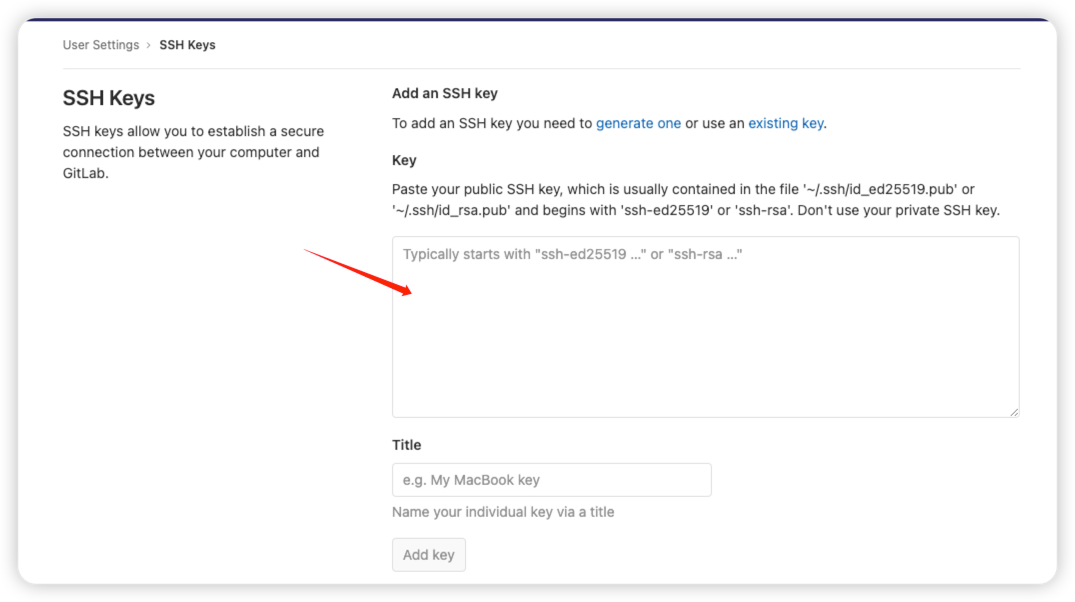 User Settings › SSH Keys
SSH Keys
SSH keys allow you to establish a secure
connection between your computer and
GitLab.
Add an SSH key
To add an SSH key you need to generate one or use an existing key.
Key
Paste your public SSH key, which is usually contained in the file '~/.ssh/id_ed25519.pub' or
'~/.ssh/id_rsa.pub' and begins with 'ssh-ed25519' or 'ssh-rsa'. Don't use your private SSH key.
Typically starts with "ssh-ed25519 ..." or "ssh-rsa ..."
Title
e.g. My MacBook key
Name your individual key via a title
Add key